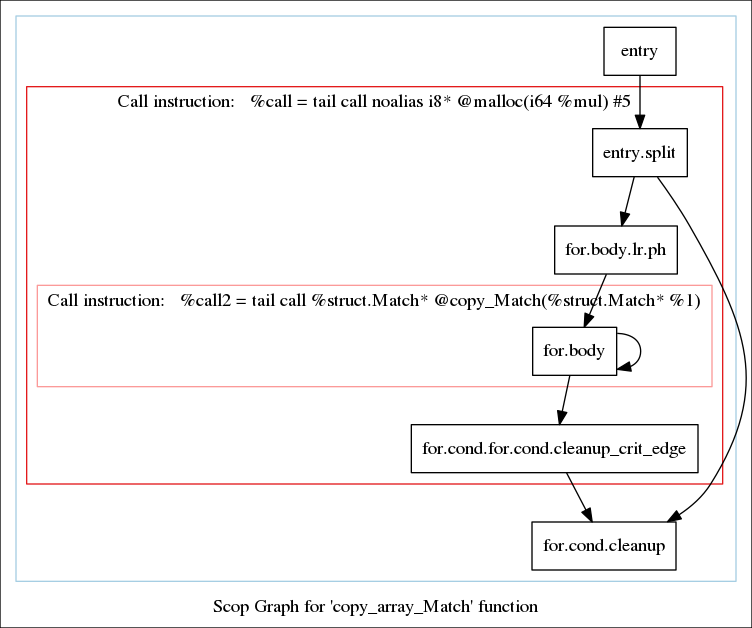 entry
Call instruction: %call = tail call noalias i8* @malloc(i64 %mul) #5
entry.split
for.body.lr.ph
Call instruction: %call2 = tail call %struct.Match* @copy_Match(%struct.Match* %1)
for.body
for.cond.for.cond.cleanup_crit_edge
for.cond.cleanup
Scop Graph for 'copy_array_Match' function